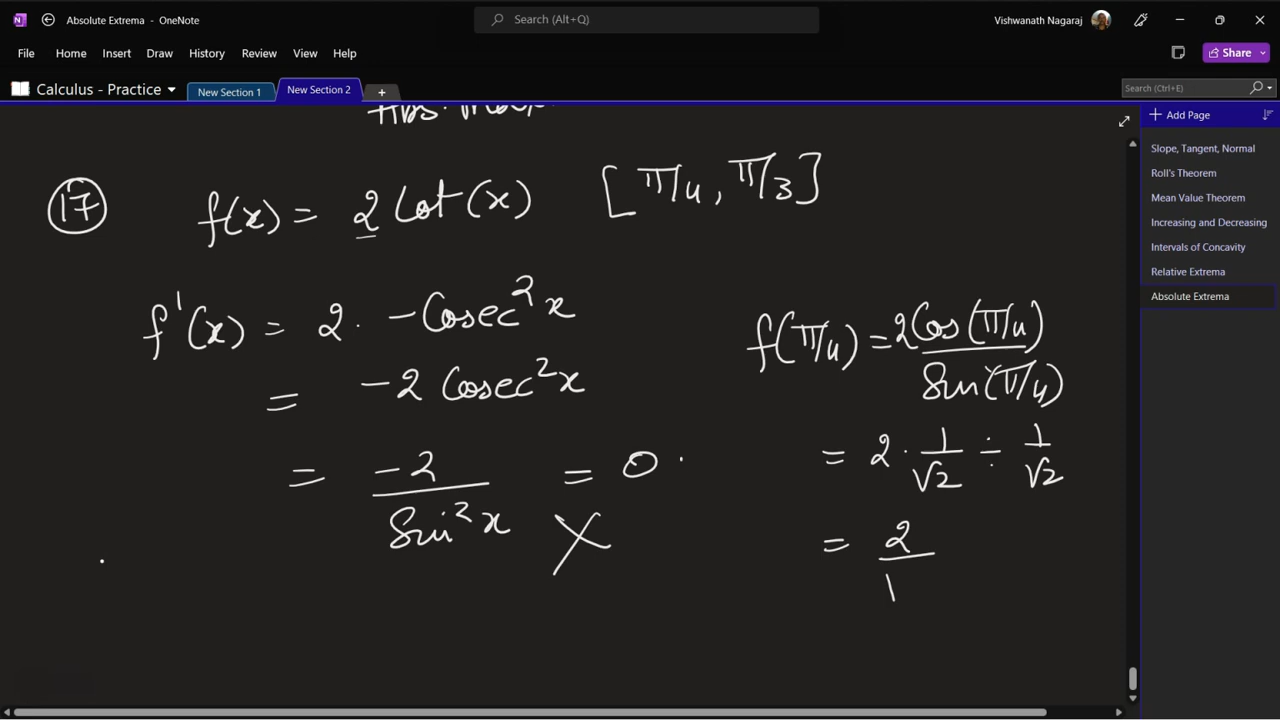 Absolute Extrema - OneNote
Search (Alt+Q)
Vishwanath Nagaraj
File Home Insert Draw History Review View Help
Share
Calculus - Practice
New Section 1
New Section 2
+
Search (Ctrl+E)
Add Page
Slope, Tangent, Normal
Roll's Theorem
Mean Value Theorem
Increasing and Decreasing
Intervals of Concavity
Relative Extrema
Absolute Extrema
17 f(x) = 2 Cot(x) [π/4, π/3]
f'(x) = 2 · -Cosec²x
= -2 Cosec²x
= -2/Sin²x = 0 ·
X
f(π/4) = 2Cos(π/4)/Sin(π/4)
= 2 · 1/√2 ÷ 1/√2
= 2/1